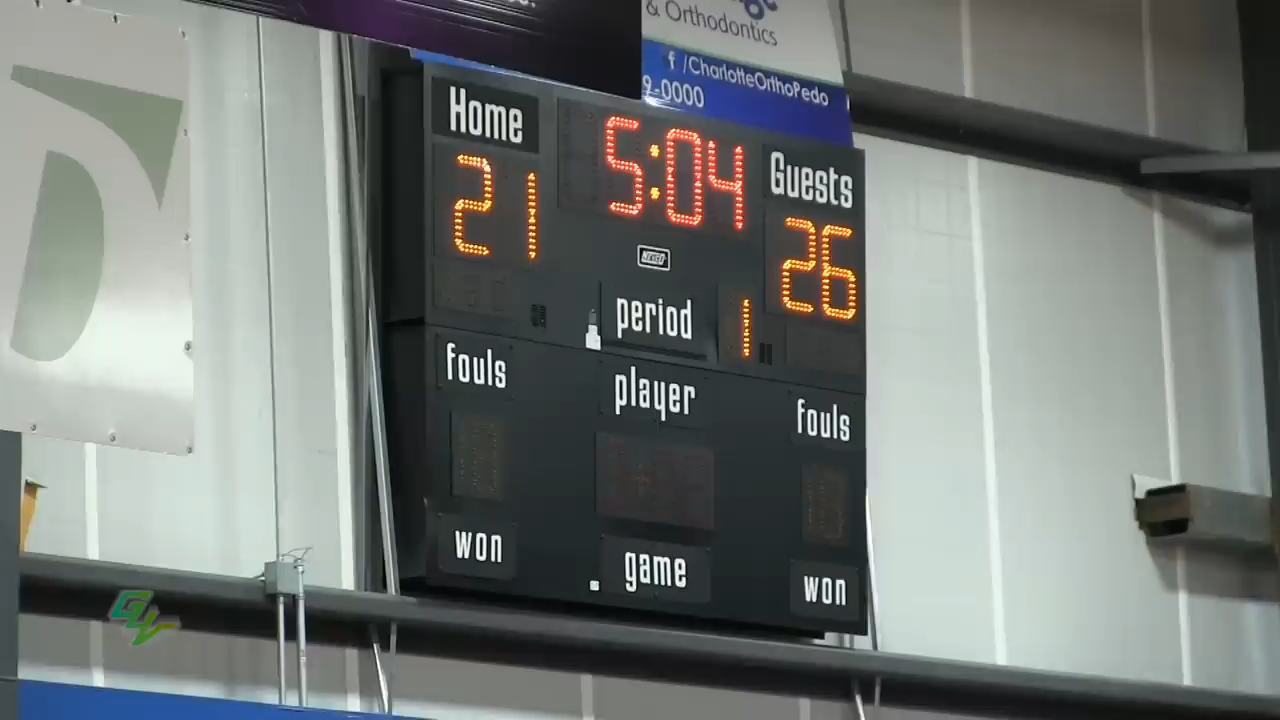 & Orthodontics
f /CharlotteOrthoPedo
9-0000
Home
5:04
Guests
21
26
period
1
fouls
player
fouls
won
game
won